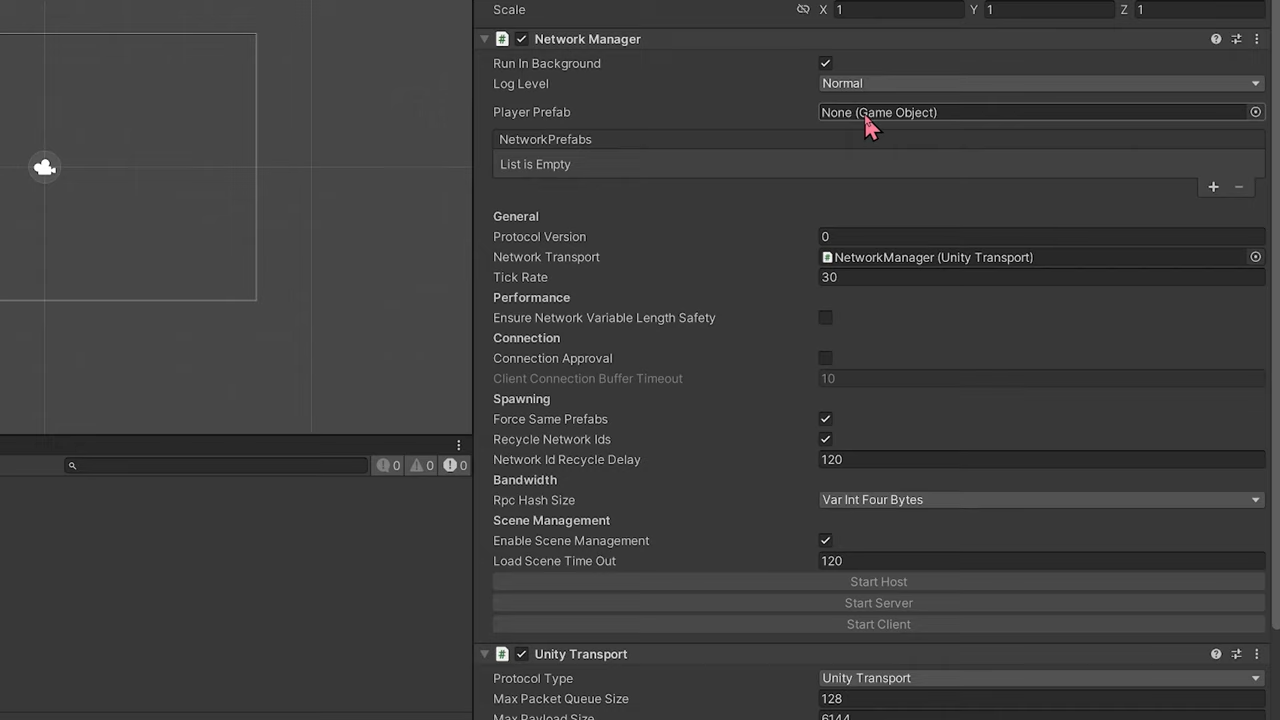 Scale X 1 Y 1 Z 1
# Network Manager
Run In Background
Log Level Normal
Player Prefab None (Game Object)
NetworkPrefabs
List is Empty
+ −
General
Protocol Version 0
Network Transport # NetworkManager (Unity Transport)
Tick Rate 30
Performance
Ensure Network Variable Length Safety
Connection
Connection Approval
Client Connection Buffer Timeout 10
Spawning
Force Same Prefabs
Recycle Network Ids
0 0 0
Network Id Recycle Delay 120
Bandwidth
Rpc Hash Size Var Int Four Bytes
Scene Management
Enable Scene Management
Load Scene Time Out 120
Start Host
Start Server
Start Client
# Unity Transport
Protocol Type Unity Transport
Max Packet Queue Size 128
Max Payload Size 6144